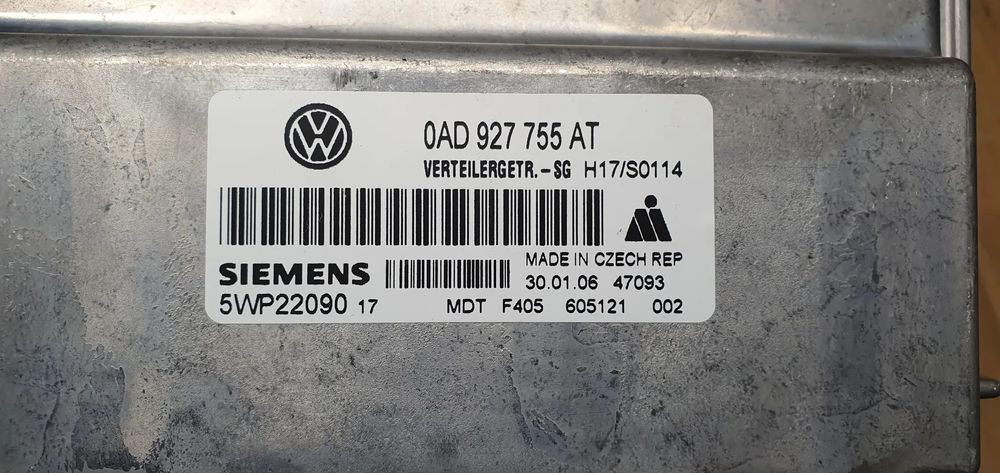 0AD 927 755 AT
VERTEILERGETR.-SG H17/S0114
MADE IN CZECH REP
SIEMENS
30.01.06 47093
5WP22090 17 MDT F405 605121 002